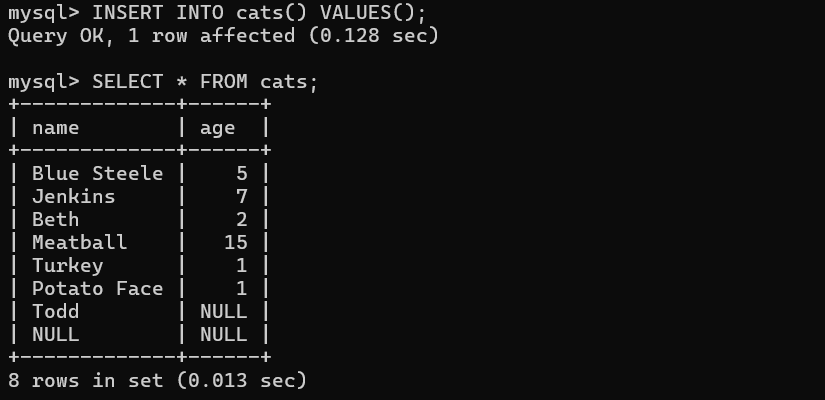 mysql> INSERT INTO cats() VALUES();
Query OK, 1 row affected (0.128 sec)
mysql> SELECT * FROM cats;
+-------------+------+
| name        | age  |
+-------------+------+
| Blue Steele |    5 |
| Jenkins     |    7 |
| Beth        |    2 |
| Meatball    |   15 |
| Turkey      |    1 |
| Potato Face |    1 |
| Todd        | NULL |
| NULL        | NULL |
+-------------+------+
8 rows in set (0.013 sec)